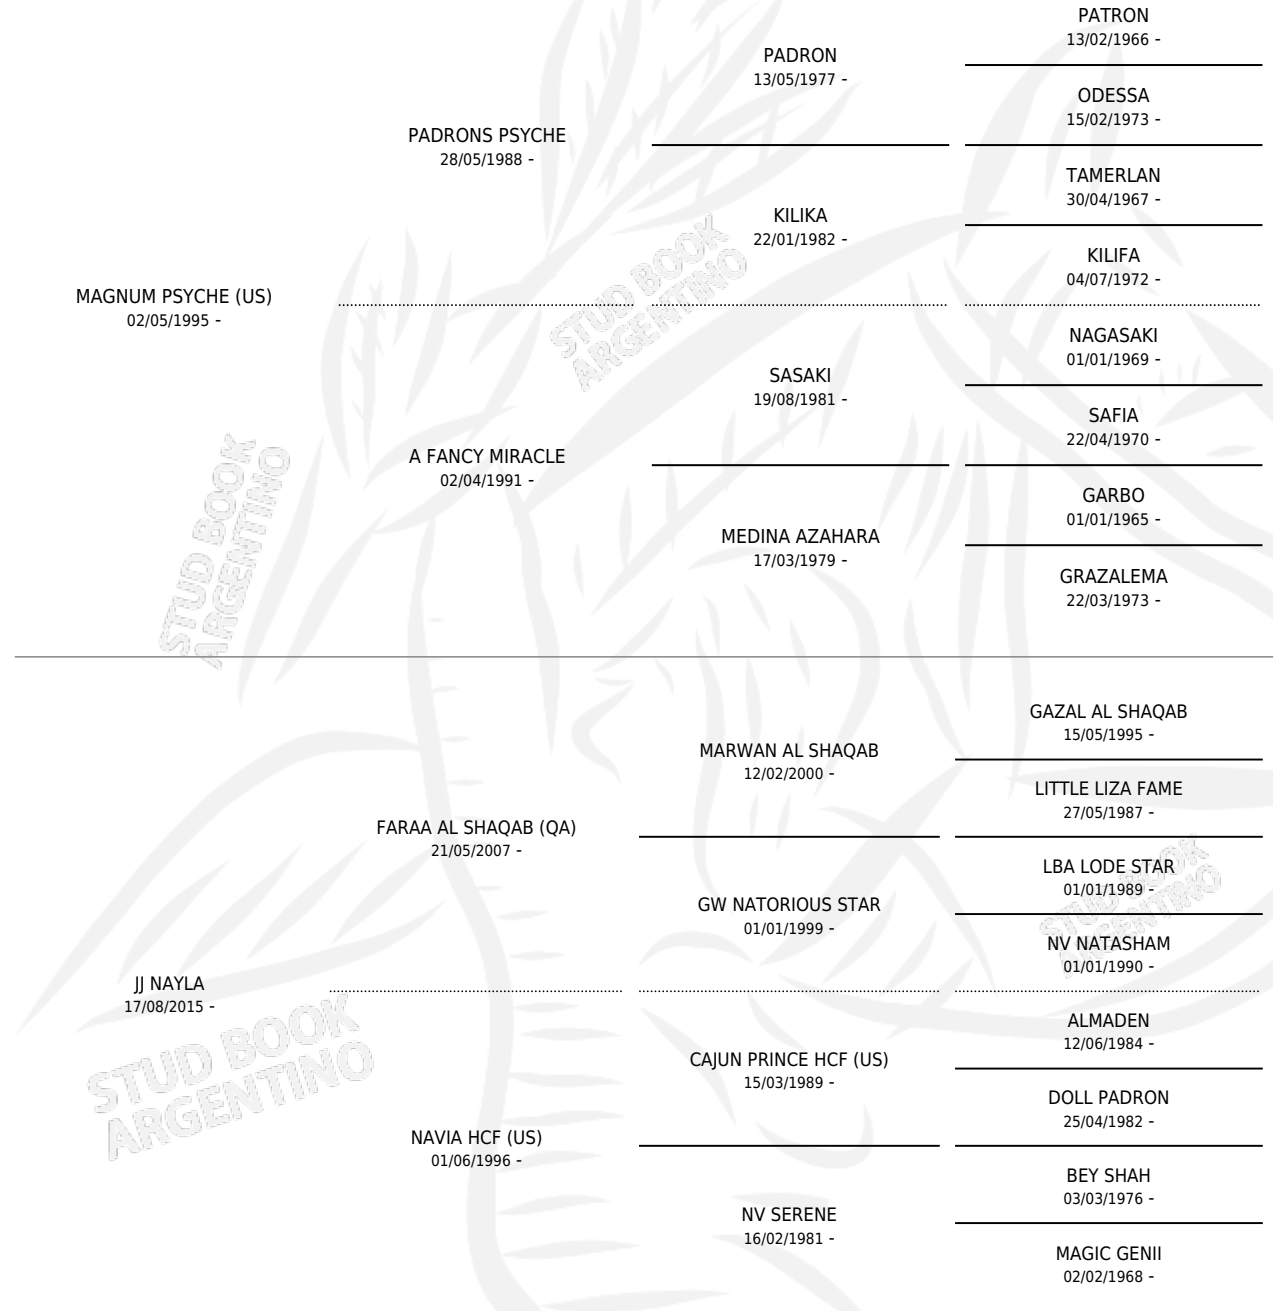 PATRON
13/02/1966 -
PADRON
13/05/1977 -
ODESSA
15/02/1973 -
PADRONS PSYCHE
28/05/1988 -
TAMERLAN
30/04/1967 -
KILIKA
22/01/1982 -
KILIFA
04/07/1972 -
MAGNUM PSYCHE (US)
02/05/1995 -
NAGASAKI
01/01/1969 -
SASAKI
19/08/1981 -
SAFIA
22/04/1970 -
A FANCY MIRACLE
02/04/1991 -
GARBO
01/01/1965 -
MEDINA AZAHARA
17/03/1979 -
GRAZALEMA
22/03/1973 -
STUD BOOK
ARGENTINO
STUD BOOK
ARGENTINO
GAZAL AL SHAQAB
15/05/1995 -
MARWAN AL SHAQAB
12/02/2000 -
LITTLE LIZA FAME
27/05/1987 -
FARAA AL SHAQAB (QA)
21/05/2007 -
LBA LODE STAR
01/01/1989 -
GW NATORIOUS STAR
01/01/1999 -
NV NATASHAM
01/01/1990 -
STUD BOOK
ARGENTINO
JJ NAYLA
17/08/2015 -
ALMADEN
12/06/1984 -
CAJUN PRINCE HCF (US)
15/03/1989 -
DOLL PADRON
25/04/1982 -
NAVIA HCF (US)
01/06/1996 -
BEY SHAH
03/03/1976 -
NV SERENE
16/02/1981 -
MAGIC GENII
02/02/1968 -
STUD BOOK
ARGENTINO